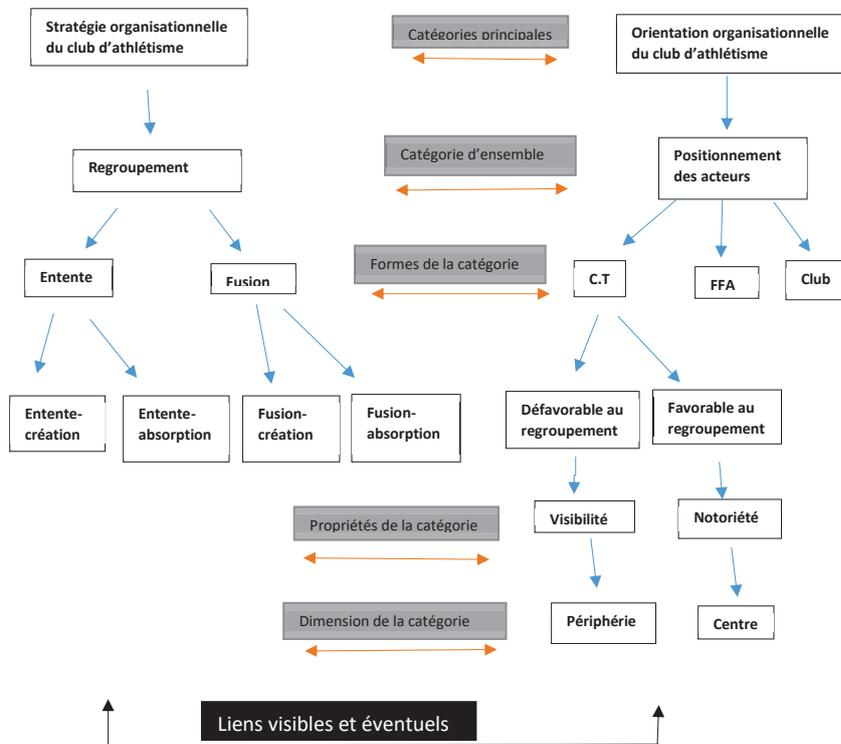 Stratégie organisationnelle
du club d'athlétisme
Catégories principales
Orientation organisationnelle
du club d'athlétisme
Regroupement
Catégorie d'ensemble
Positionnement
des acteurs
Entente
Fusion
Formes de la catégorie
C.T
FFA
Club
Entente-
création
Entente-
absorption
Fusion-
création
Fusion-
absorption
Défavorable au
regroupement
Favorable au
regroupement
Propriétés de la catégorie
Visibilité
Notoriété
Dimension de la catégorie
Périphérie
Centre
Liens visibles et éventuels